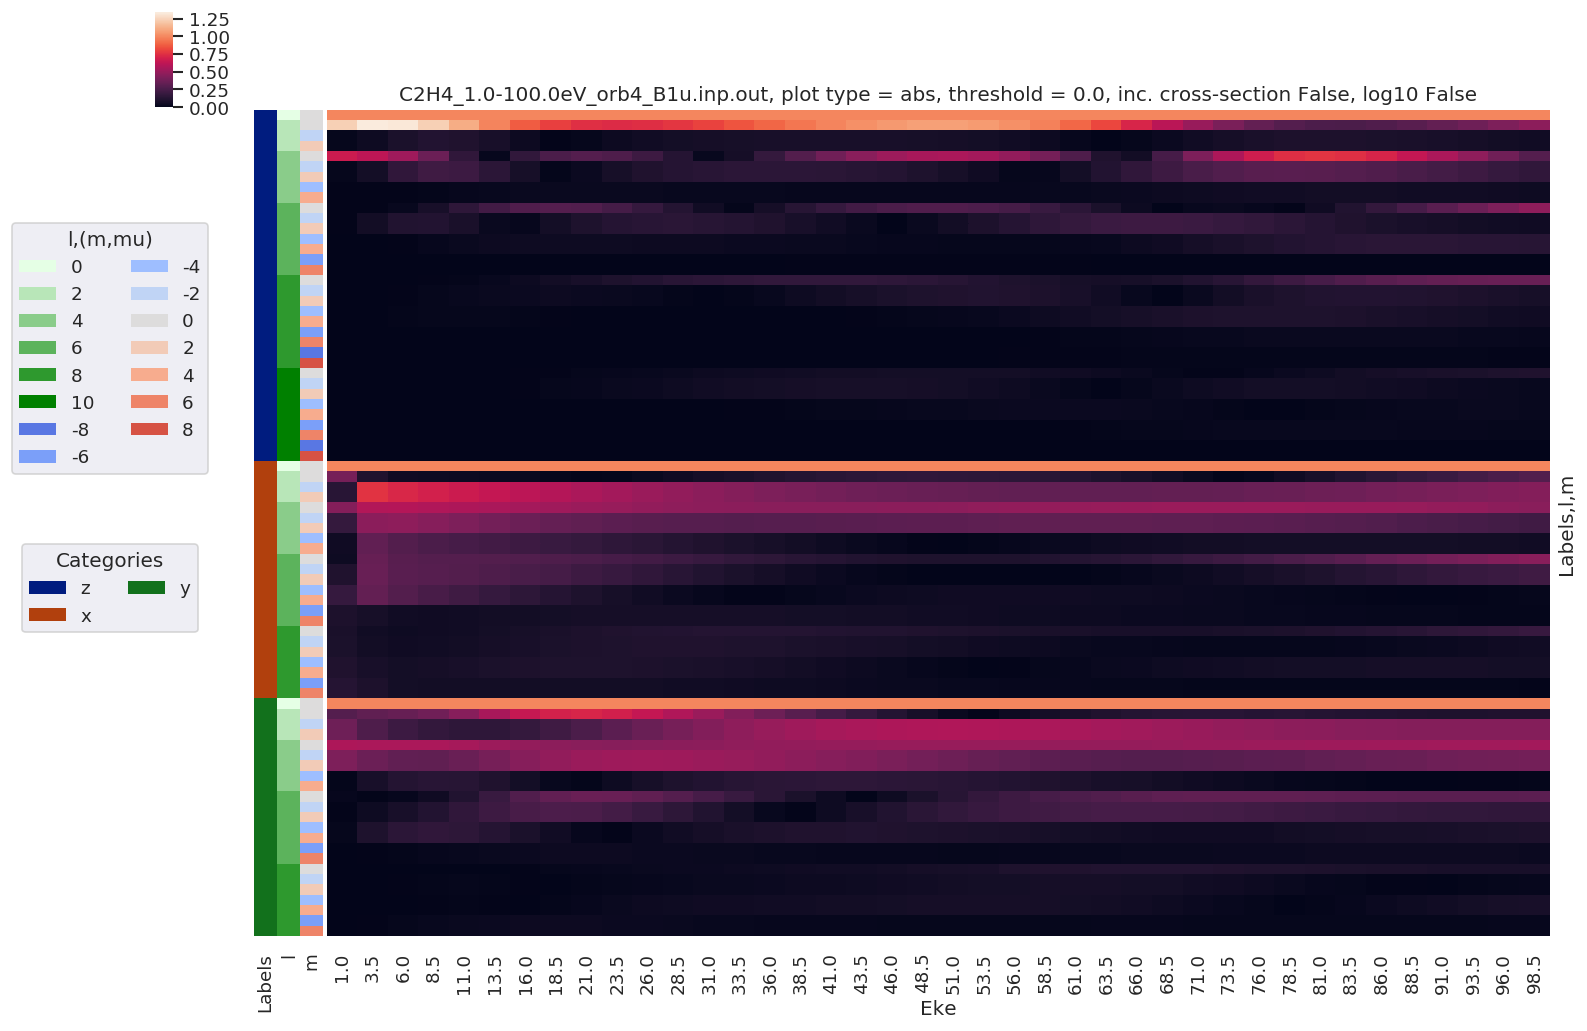 1.25
1.00
0.75
0.50
0.25
0.00
C2H4_1.0-100.0eV_orb4_B1u.inp.out, plot type = abs, threshold = 0.0, inc. cross-section False, log10 False
l,(m,mu)
0 -4
2 -2
4 0
6 2
8 4
10 6
-8 8
-6
Categories
z y
x
Labels,l,m
Labels l m 1.0 3.5 6.0 8.5 11.0 13.5 16.0 18.5 21.0 23.5 26.0 28.5 31.0 33.5 36.0 38.5 41.0 43.5 46.0 48.5 51.0 53.5 56.0 58.5 61.0 63.5 66.0 68.5 71.0 73.5 76.0 78.5 81.0 83.5 86.0 88.5 91.0 93.5 96.0 98.5
Eke